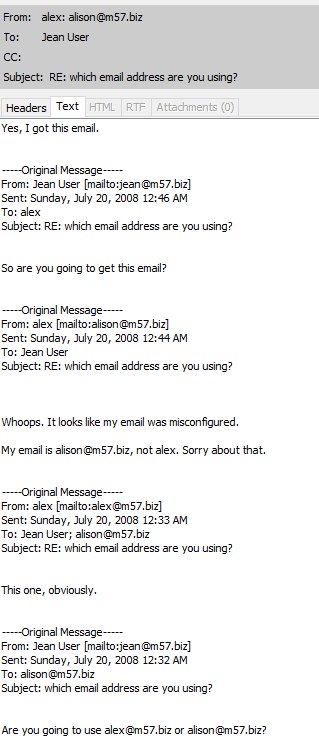 From: alex: alison@m57.biz
To: Jean User
CC:
Subject: RE: which email address are you using?
Headers Text HTML RTF Attachments (0)
Yes, I got this email.
-----Original Message-----
From: Jean User [mailto:jean@m57.biz]
Sent: Sunday, July 20, 2008 12:46 AM
To: alex
Subject: RE: which email address are you using?
So are you going to get this email?
-----Original Message-----
From: alex [mailto:alison@m57.biz]
Sent: Sunday, July 20, 2008 12:44 AM
To: Jean User
Subject: RE: which email address are you using?
Whoops. It looks like my email was misconfigured.
My email is alison@m57.biz, not alex. Sorry about that.
-----Original Message-----
From: alex [mailto:alex@m57.biz]
Sent: Sunday, July 20, 2008 12:33 AM
To: Jean User; alison@m57.biz
Subject: RE: which email address are you using?
This one, obviously.
-----Original Message-----
From: Jean User [mailto:jean@m57.biz]
Sent: Sunday, July 20, 2008 12:32 AM
To: alison@m57.biz
Subject: which email address are you using?
Are you going to use alex@m57.biz or alison@m57.biz?